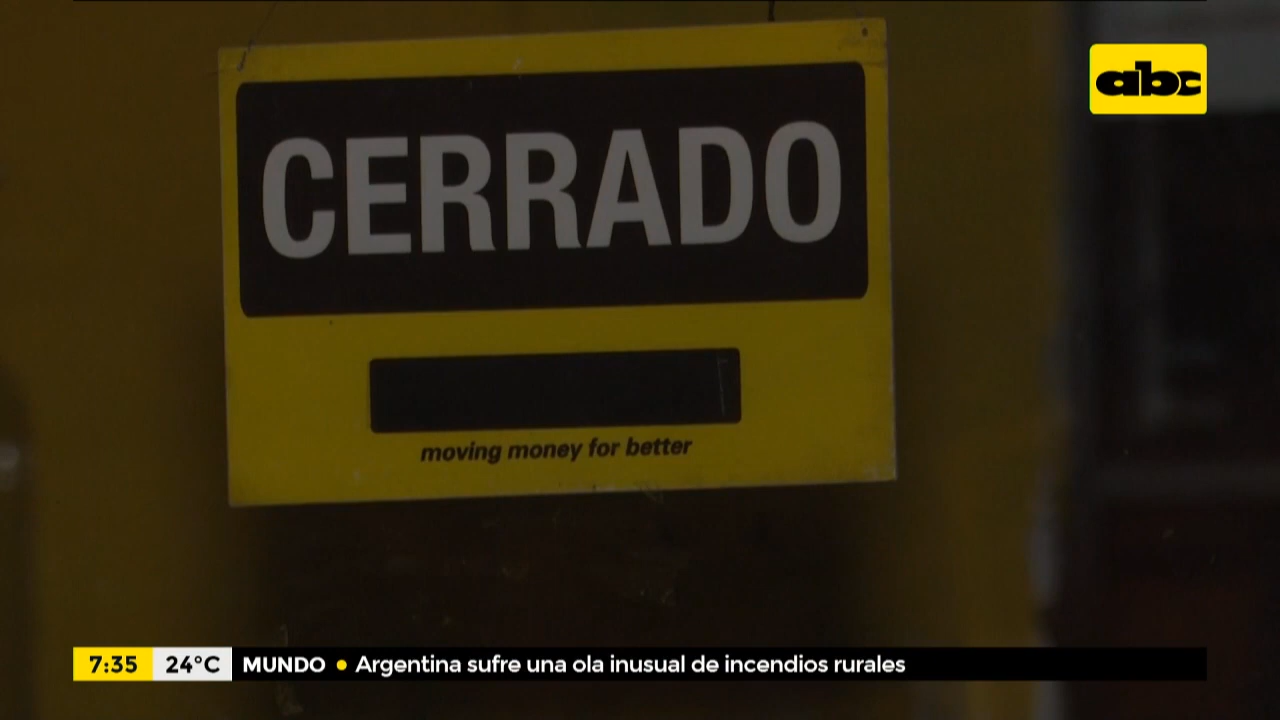 abc
CERRADO
moving money for better
7:35 24°C MUNDO • Argentina sufre una ola inusual de incendios rurales